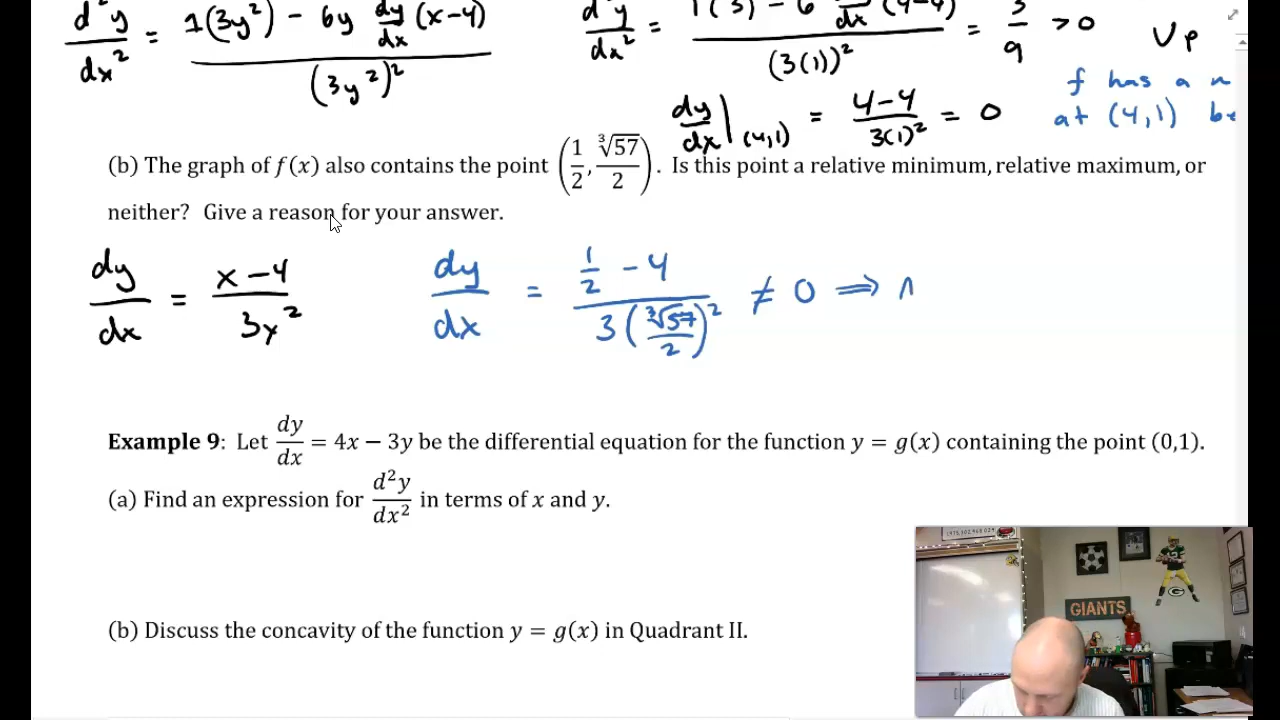 d²y/dx² = 1(3y²) - 6y dy/dx (x-4) / (3y²)²
d²y/dx² = 1(3) - 6 dy/dx (4-4) / (3(1))² = 3/9 > 0 Up
f has a
dy/dx|(4,1) = 4-4 / 3(1)² = 0
at (4,1)
(b) The graph of f(x) also contains the point (1/2, ∛57/2). Is this point a relative minimum, relative maximum, or
neither? Give a reason for your answer.
dy/dx = x-4 / 3y²
dy/dx = 1/2 - 4 / 3(∛57/2)² ≠ 0 ⟹
Example 9: Let dy/dx = 4x − 3y be the differential equation for the function y = g(x) containing the point (0,1).
(a) Find an expression for d²y/dx² in terms of x and y.
GIANTS
(b) Discuss the concavity of the function y = g(x) in Quadrant II.